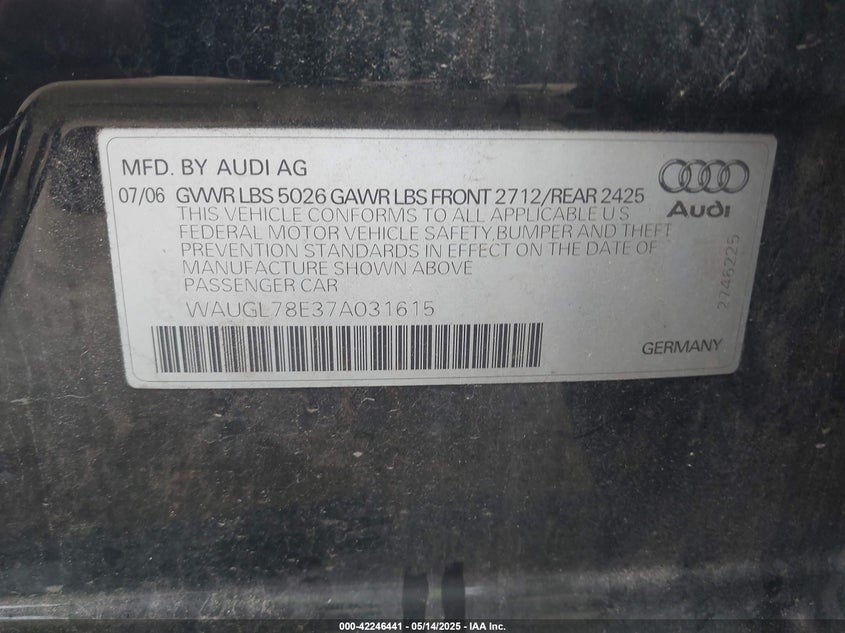 MFD. BY AUDI AG
07/06 GVWR LBS 5026 GAWR LBS FRONT 2712/REAR 2425
THIS VEHICLE CONFORMS TO ALL APPLICABLE U S
FEDERAL MOTOR VEHICLE SAFETY,BUMPER AND THEFT
PREVENTION STANDARDS IN EFFECT ON THE DATE OF
MANUFACTURE SHOWN ABOVE
PASSENGER CAR
WAUGL78E37A031615
Audi
2746225
GERMANY
000-42246441 - 05/14/2025 - IAA Inc.